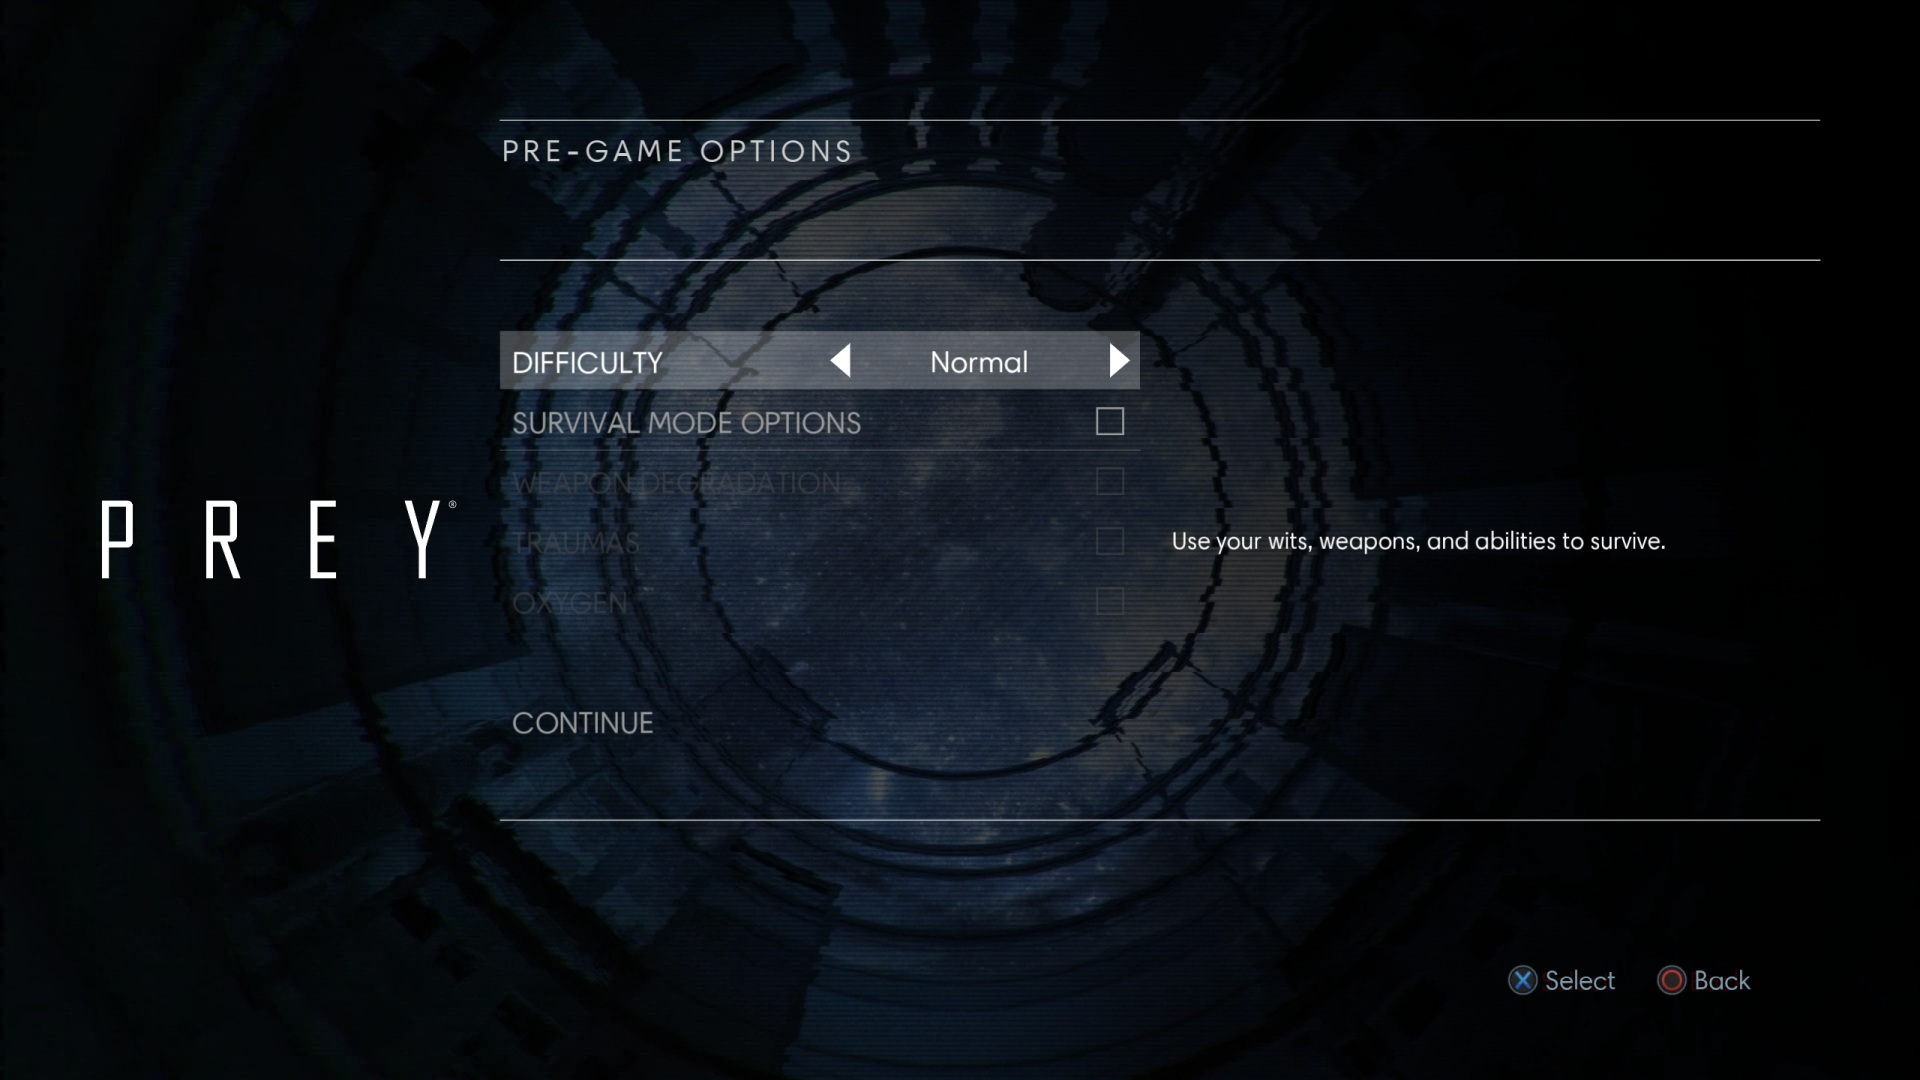 PRE-GAME OPTIONS
DIFFICULTY Normal
SURVIVAL MODE OPTIONS
WEAPON DEGRADATION
TRAUMAS
OXYGEN
CONTINUE
PREY®
Use your wits, weapons, and abilities to survive.
Select Back